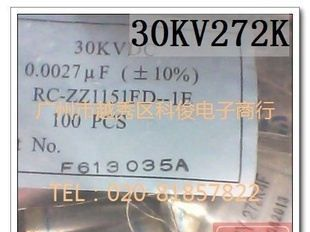 30KV272K
30KVDC
0.0027μF (±10%)
RC-ZZ1151FD--1E
广州市越秀区科俊电子商行
100 PCS
t No.
F613035A
TEL：020-81857822